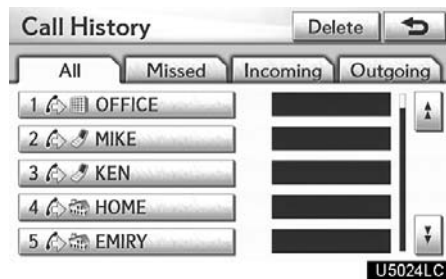 Call History Delete
All Missed Incoming Outgoing
1 OFFICE
2 MIKE
3 KEN
4 HOME
5 EMIRY
U5024LC